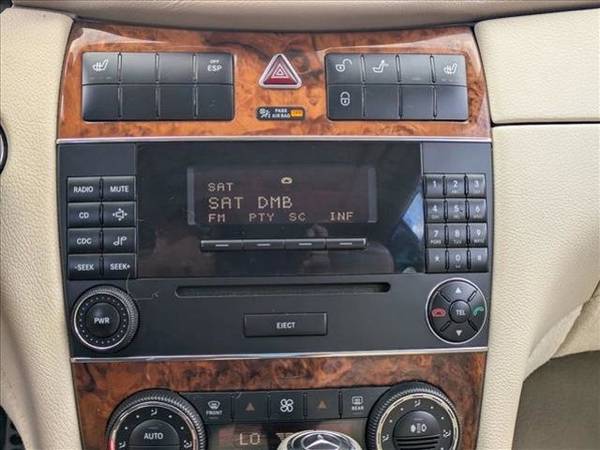 OFF
ESP
PASS
AIR BAG OFF
SAT
SAT DMB
FM PTY SC INF
RADIO MUTE
CD
CDC
-SEEK SEEK+
1 2 3
4 5 6
7 8 9
* 0 #
PWR
EJECT
TEL
FRONT
REAR
AUTO
LO